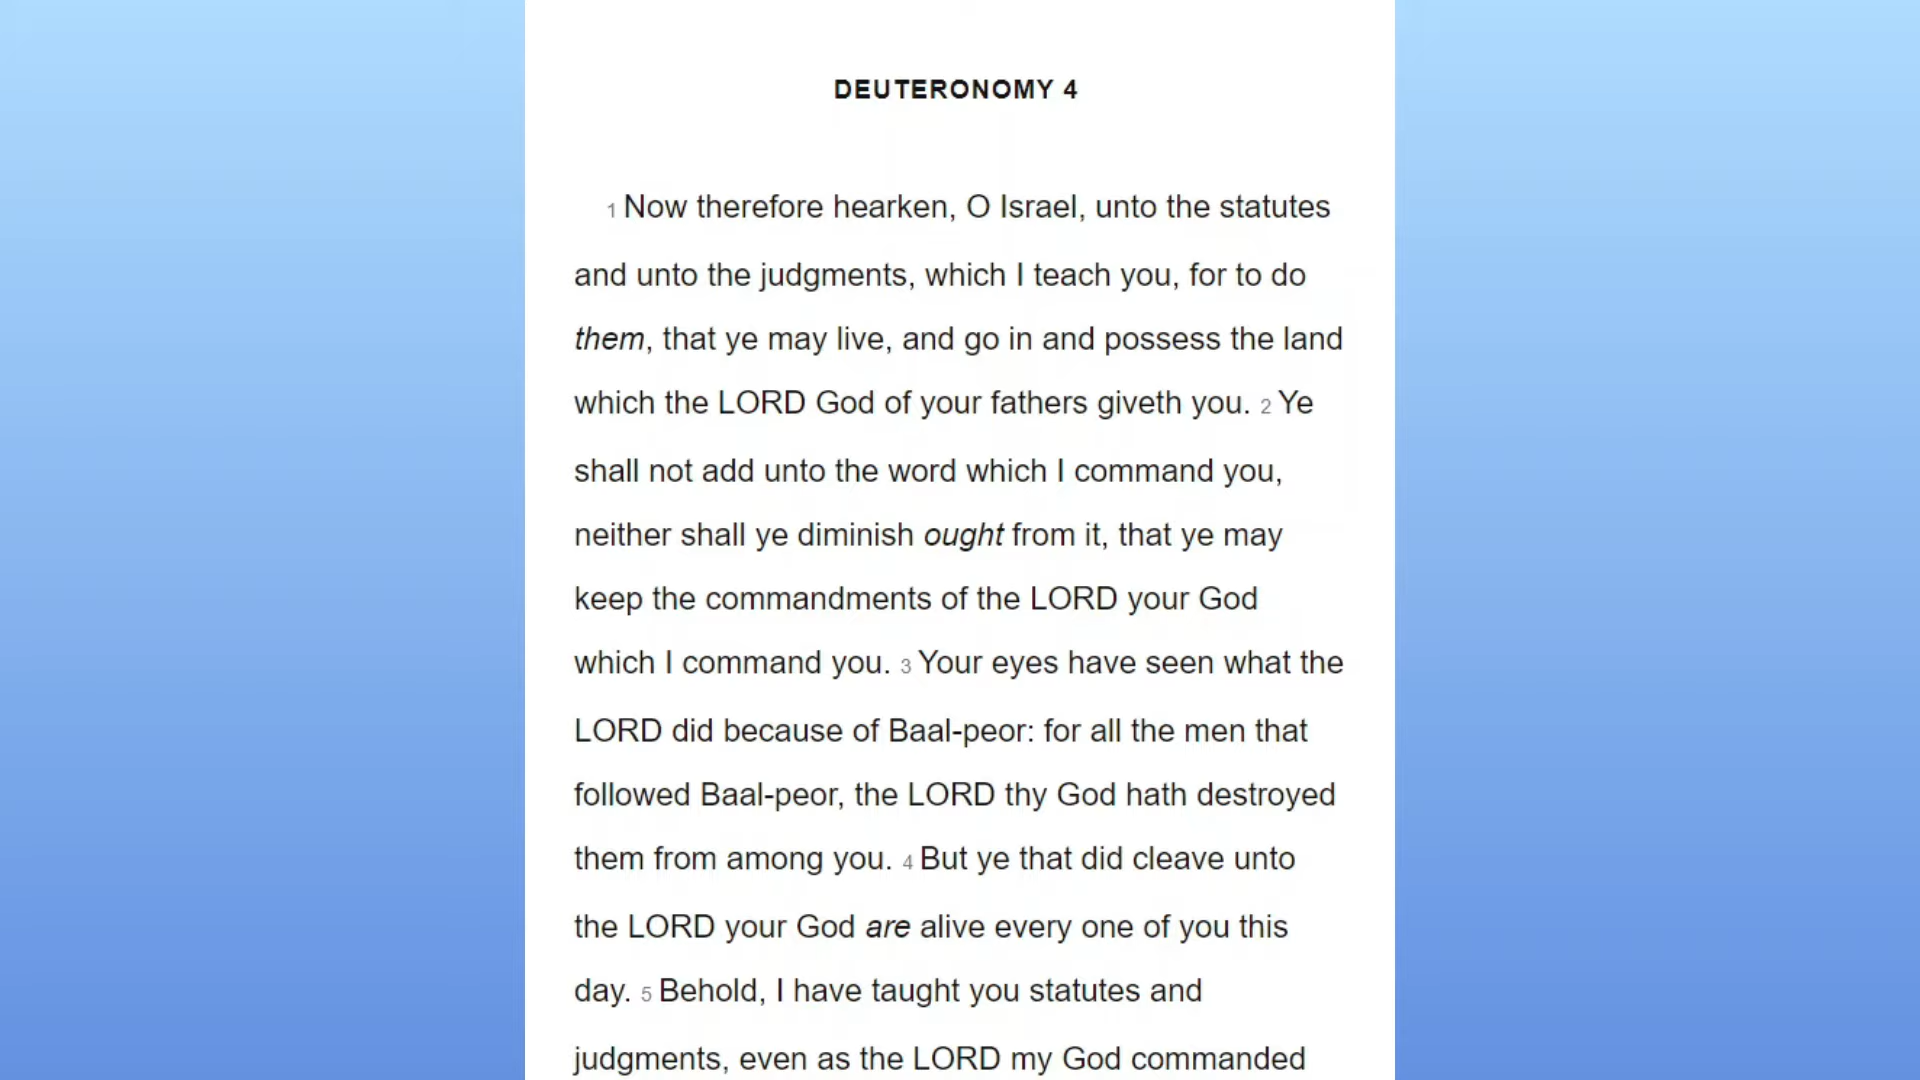 DEUTERONOMY 4
1 Now therefore hearken, O Israel, unto the statutes
and unto the judgments, which I teach you, for to do
them, that ye may live, and go in and possess the land
which the LORD God of your fathers giveth you. 2 Ye
shall not add unto the word which I command you,
neither shall ye diminish ought from it, that ye may
keep the commandments of the LORD your God
which I command you. 3 Your eyes have seen what the
LORD did because of Baal-peor: for all the men that
followed Baal-peor, the LORD thy God hath destroyed
them from among you. 4 But ye that did cleave unto
the LORD your God are alive every one of you this
day. 5 Behold, I have taught you statutes and
judgments, even as the LORD my God commanded